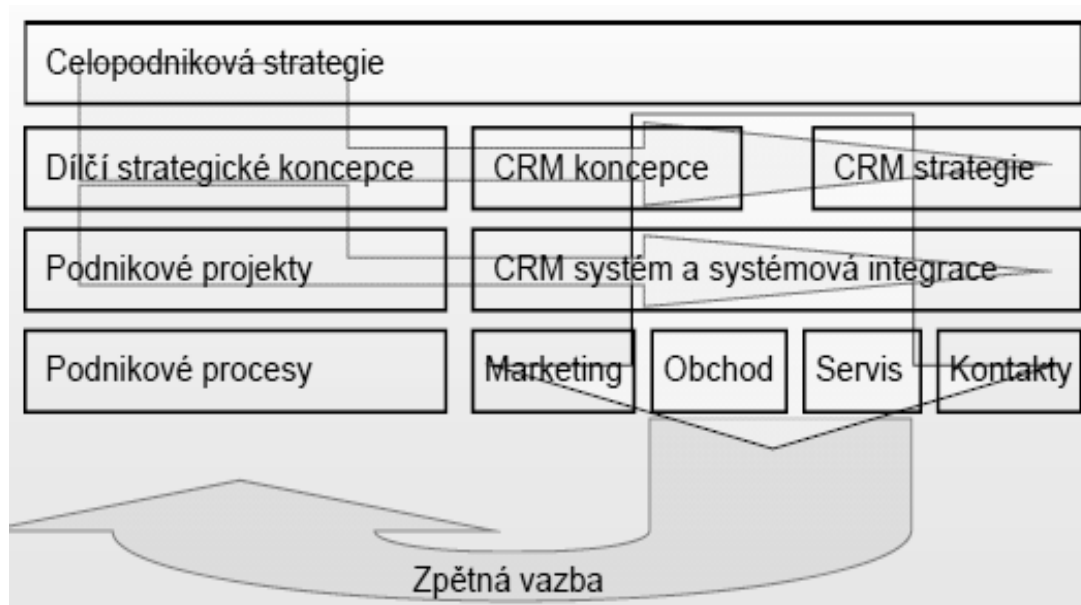 Celopodniková strategie
Dílčí strategické koncepce
CRM koncepce
CRM strategie
Podnikové projekty
CRM systém a systémová integrace
Podnikové procesy
Marketing
Obchod
Servis
Kontakty
Zpětná vazba